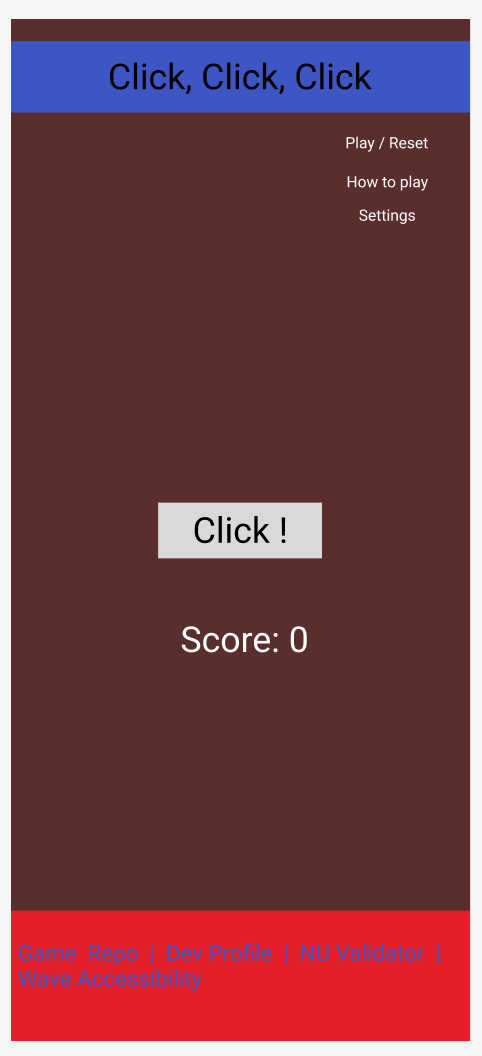 Click, Click, Click
Play / Reset
How to play
Settings
Click !
Score: 0
Game Repo | Dev Profile | NU Validator |
Wave Accessibility